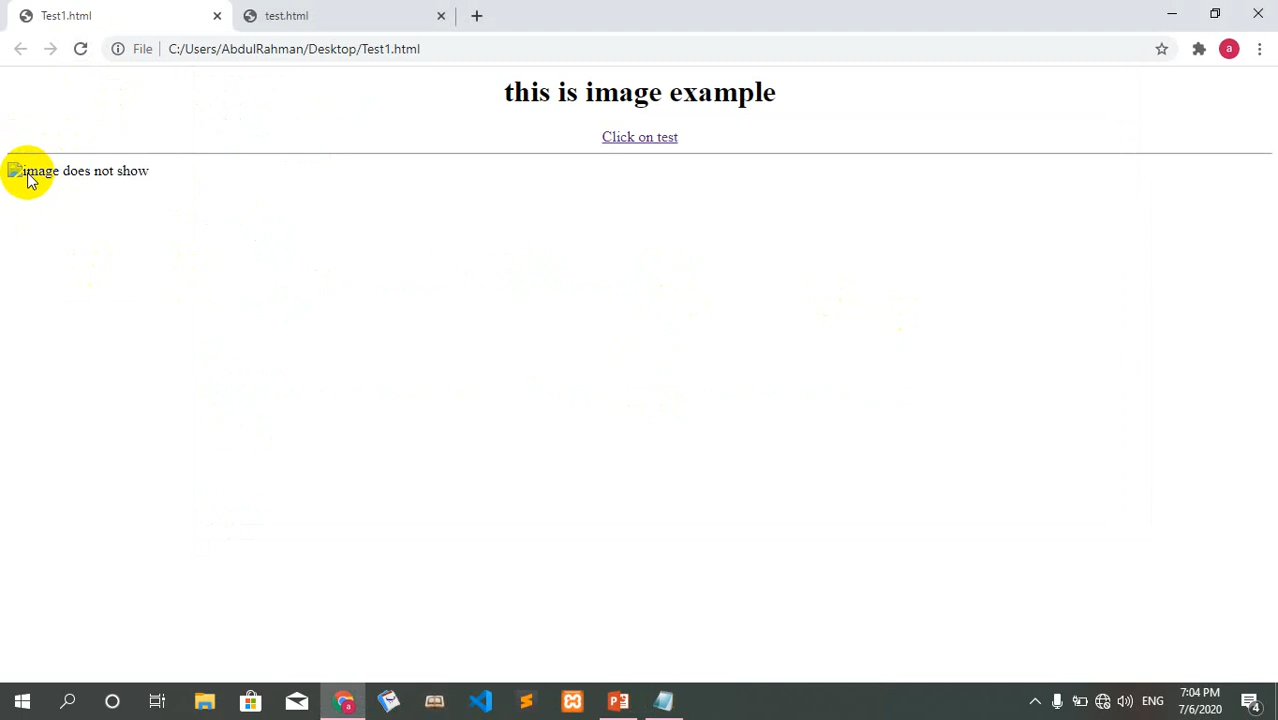 Test1.html
test.html
File
C:/Users/AbdulRahman/Desktop/Test1.html
a
this is image example
Click on test
image does not show
a
ENG
7:04 PM
7/6/2020
4